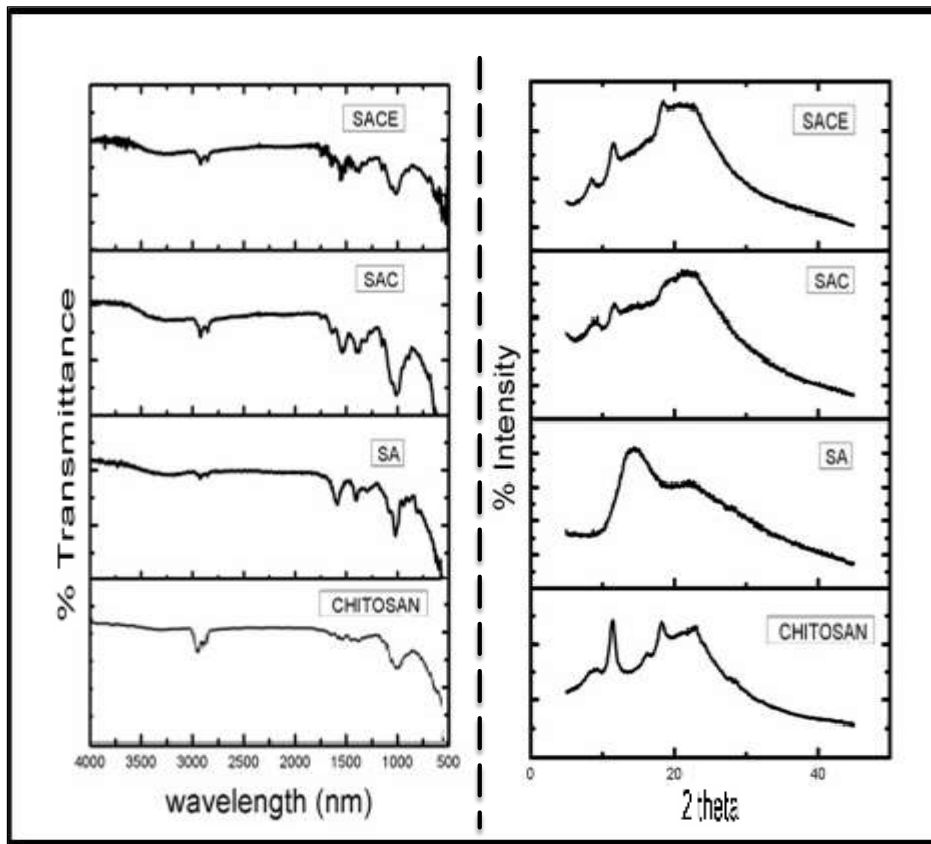 SACE
SAC
SA
CHITOSAN
% Transmittance
4000 3500 3000 2500 2000 1500 1000 500
wavelength (nm)
SACE
SAC
SA
CHITOSAN
% Intensity
0 20 40
2 theta